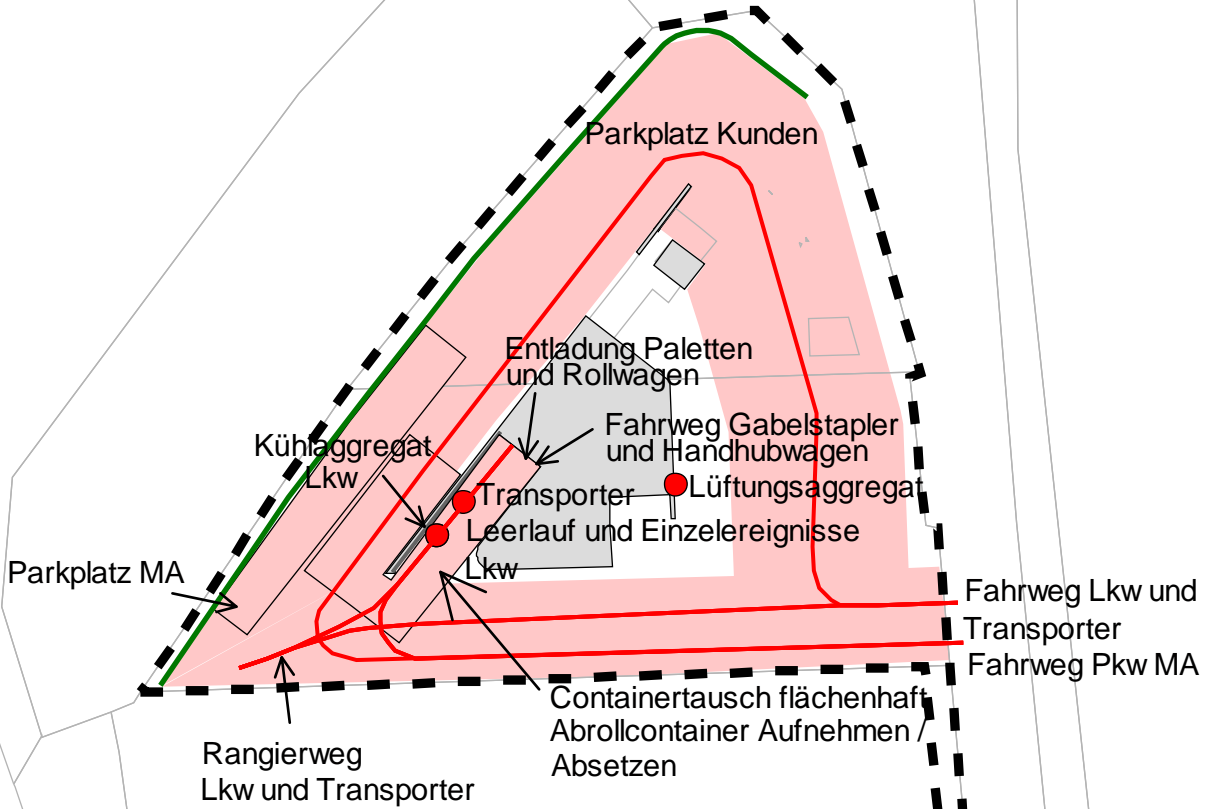 Parkplatz Kunden
Entladung Paletten
und Rollwagen
Fahrweg Gabelstapler
und Handhubwagen
Kühlaggregat
Lkw
Transporter
Lüftungsaggregat
Leerlauf und Einzelereignisse
Lkw
Parkplatz MA
Fahrweg Lkw und
Transporter
Fahrweg Pkw MA
Containertausch flächenhaft
Abrollcontainer Aufnehmen /
Absetzen
Rangierweg
Lkw und Transporter